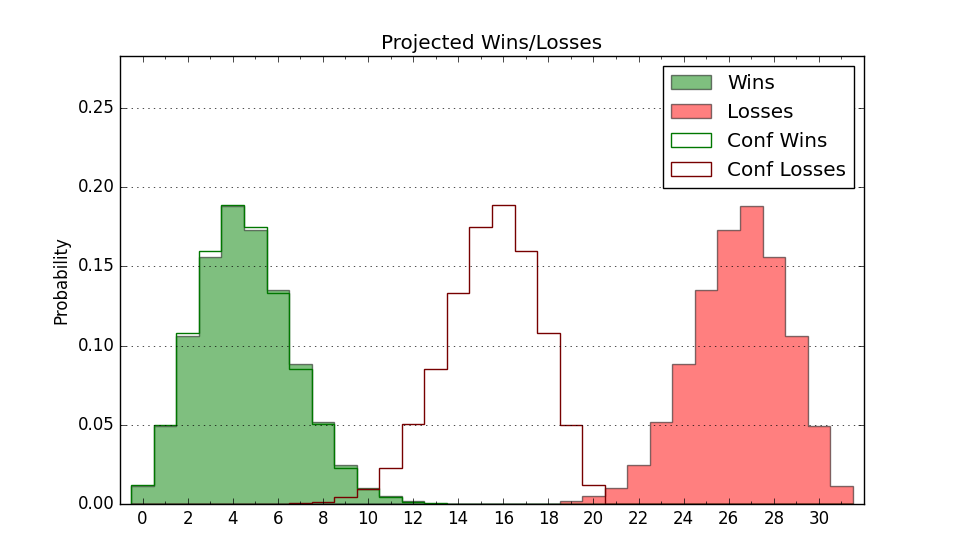 Projected Wins/Losses
Wins
Losses
Conf Wins
Conf Losses
Probability
0.25
0.20
0.15
0.10
0.05
0.00
0 2 4 6 8 10 12 14 16 18 20 22 24 26 28 30